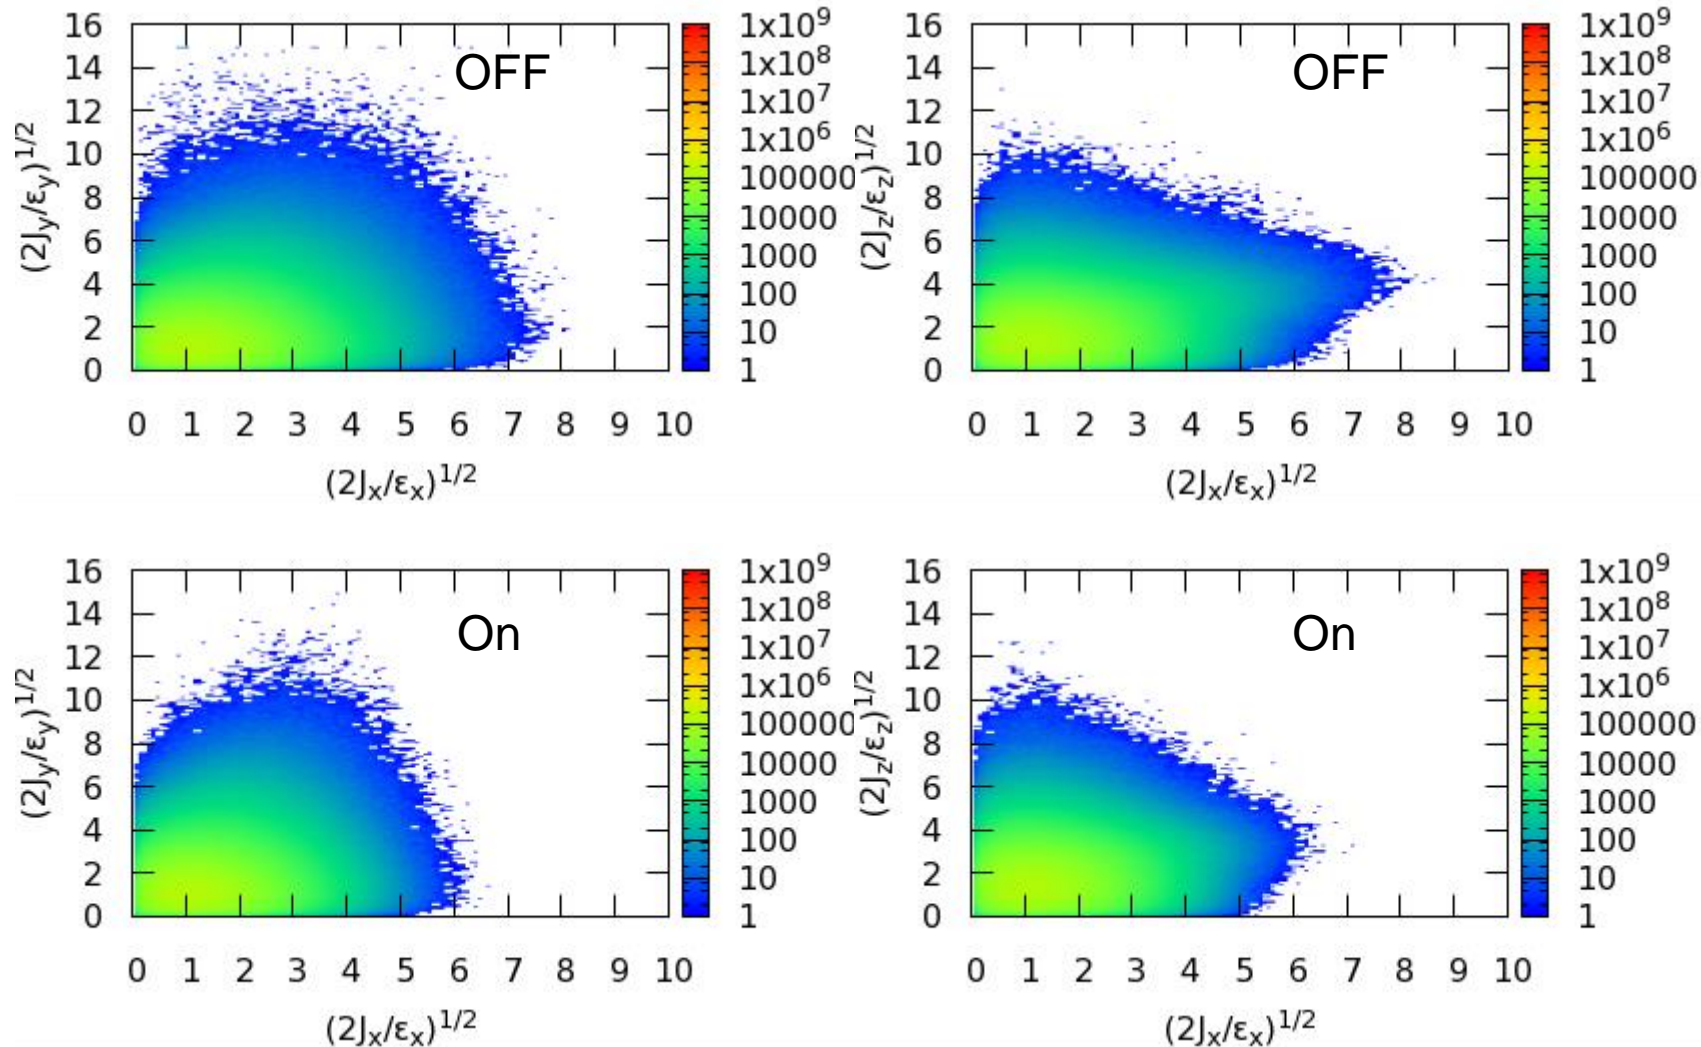 16 14 12 10 8 6 4 2 0
(2Jy/εy)1/2
OFF
1x10⁹
1x10⁸
1x10⁷
1x10⁶
100000
10000
1000
100
10
1
0 1 2 3 4 5 6 7 8 9 10
(2Jx/εx)1/2
16 14 12 10 8 6 4 2 0
(2Jz/εz)1/2
OFF
1x10⁹
1x10⁸
1x10⁷
1x10⁶
100000
10000
1000
100
10
1
0 1 2 3 4 5 6 7 8 9 10
(2Jx/εx)1/2
16 14 12 10 8 6 4 2 0
(2Jy/εy)1/2
On
1x10⁹
1x10⁸
1x10⁷
1x10⁶
100000
10000
1000
100
10
1
0 1 2 3 4 5 6 7 8 9 10
(2Jx/εx)1/2
16 14 12 10 8 6 4 2 0
(2Jz/εz)1/2
On
1x10⁹
1x10⁸
1x10⁷
1x10⁶
100000
10000
1000
100
10
1
0 1 2 3 4 5 6 7 8 9 10
(2Jx/εx)1/2